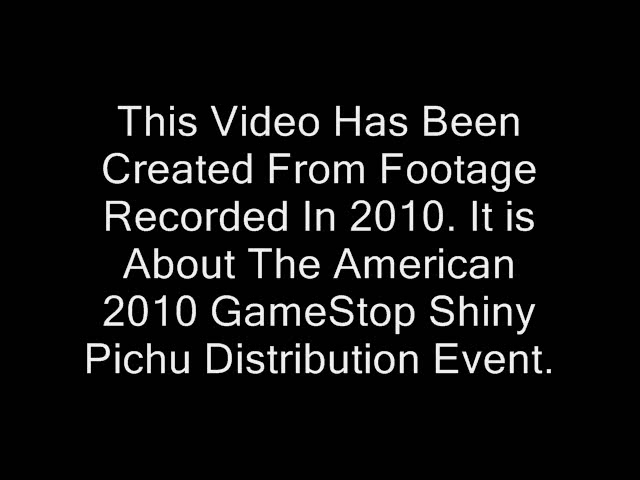 This Video Has Been
Created From Footage
Recorded In 2010. It is
About The American
2010 GameStop Shiny
Pichu Distribution Event.